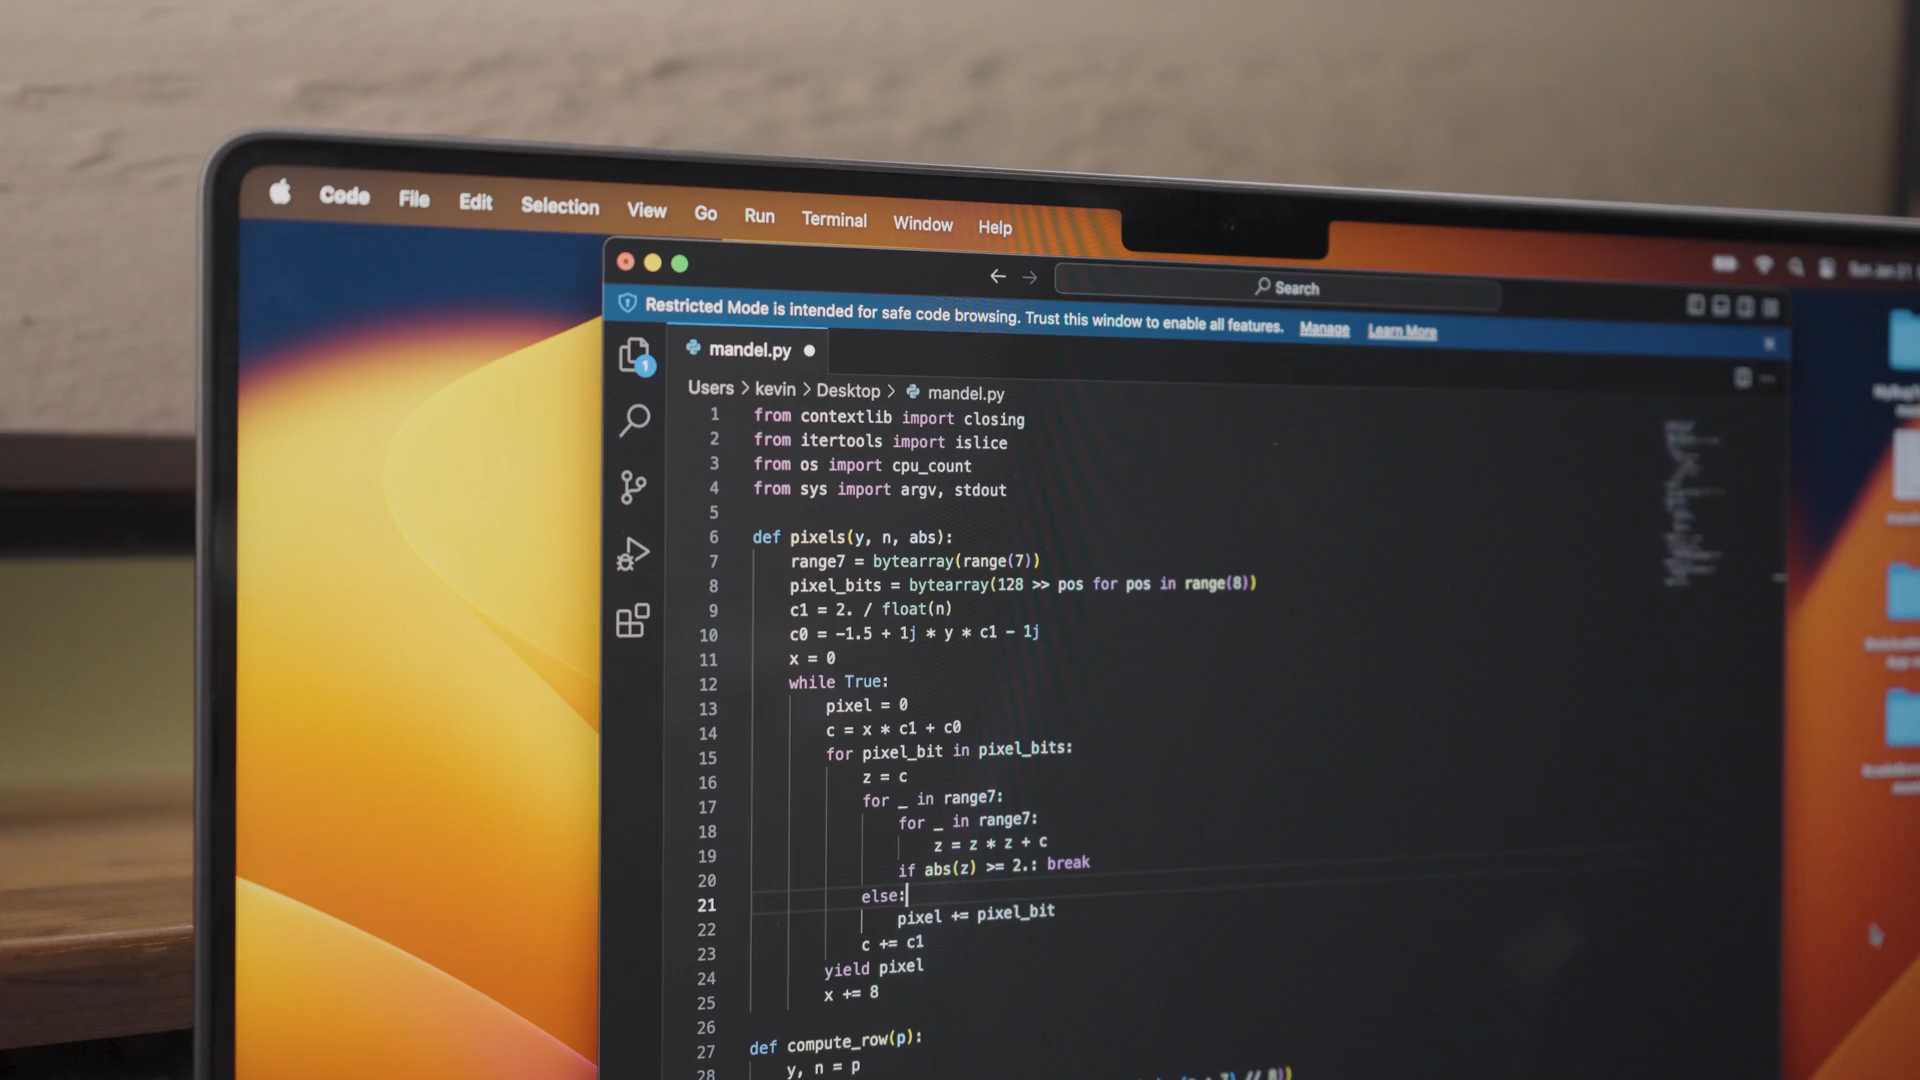 Code File Edit Selection View Go Run Terminal Window Help
Search
Restricted Mode is intended for safe code browsing. Trust this window to enable all features. Manage Learn More
1
mandel.py
Users > kevin > Desktop > mandel.py
1 from contextlib import closing
2 from itertools import islice
3 from os import cpu_count
4 from sys import argv, stdout
5
6 def pixels(y, n, abs):
7 range7 = bytearray(range(7))
8 pixel_bits = bytearray(128 >> pos for pos in range(8))
9 c1 = 2. / float(n)
10 c0 = -1.5 + 1j * y * c1 - 1j
11 x = 0
12 while True:
13 pixel = 0
14 c = x * c1 + c0
15 for pixel_bit in pixel_bits:
16 z = c
17 for _ in range7:
18 for _ in range7:
19 z = z * z + c
20 if abs(z) >= 2.: break
21 else:
22 pixel += pixel_bit
23 c += c1
24 yield pixel
25 x += 8
26
27 def compute_row(p):
28 y, n = p